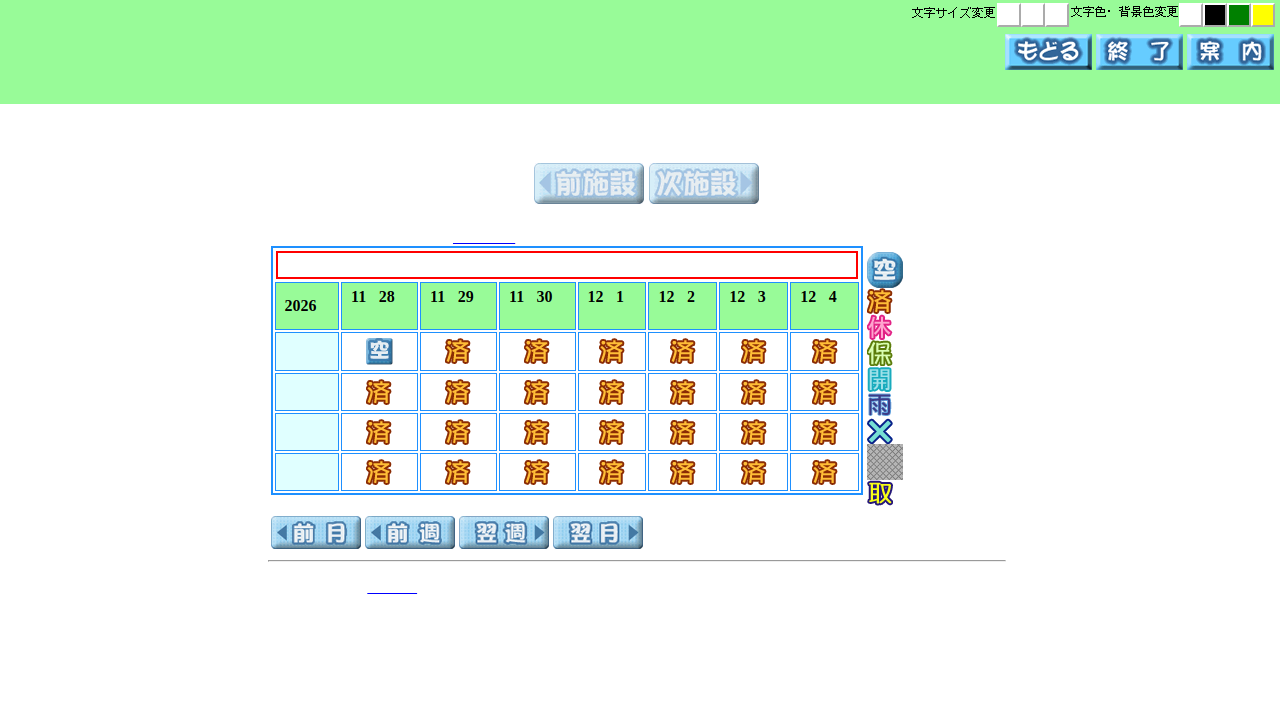 文字サイズ変更 文字色・背景色変更
もどる 終了 案内
前施設 次施設
空
2026 11 28 11 29 11 30 12 1 12 2 12 3 12 4
済
休
空 済 済 済 済 済 済
保
開
済 済 済 済 済 済 済
雨
済 済 済 済 済 済 済
済 済 済 済 済 済 済
取
前月 前週 翌週 翌月